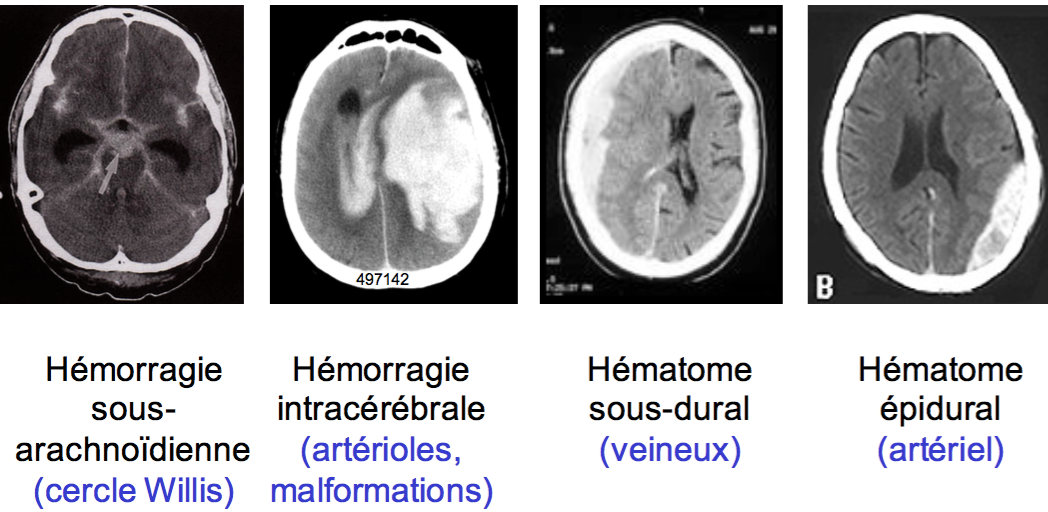 497142
B
Hémorragie
sous-
arachnoïdienne
(cercle Willis)
Hémorragie
intracérébrale
(artérioles,
malformations)
Hématome
sous-dural
(veineux)
Hématome
épidural
(artériel)